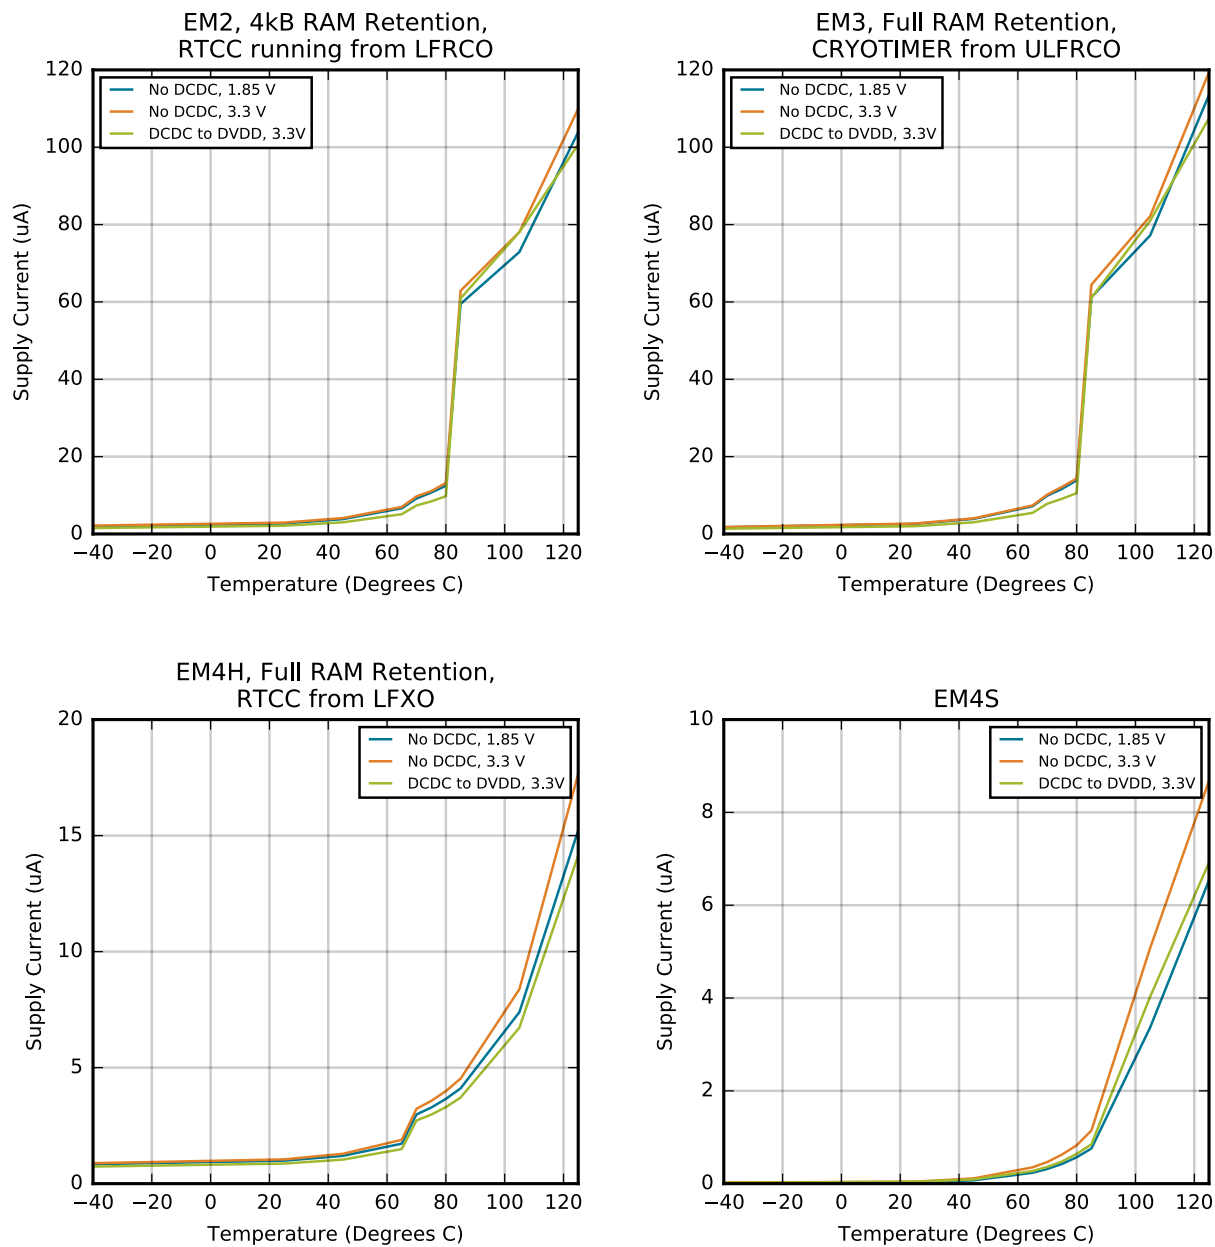 EM2, 4kB RAM Retention,
RTCC running from LFRCO
120
100
80
60
40
20
0
Supply Current (uA)
No DCDC, 1.85 V
No DCDC, 3.3 V
DCDC to DVDD, 3.3V
−40 −20 0 20 40 60 80 100 120
Temperature (Degrees C)
EM3, Full RAM Retention,
CRYOTIMER from ULFRCO
120
100
80
60
40
20
0
Supply Current (uA)
No DCDC, 1.85 V
No DCDC, 3.3 V
DCDC to DVDD, 3.3V
−40 −20 0 20 40 60 80 100 120
Temperature (Degrees C)
EM4H, Full RAM Retention,
RTCC from LFXO
20
15
10
5
0
Supply Current (uA)
No DCDC, 1.85 V
No DCDC, 3.3 V
DCDC to DVDD, 3.3V
−40 −20 0 20 40 60 80 100 120
Temperature (Degrees C)
EM4S
10
8
6
4
2
0
Supply Current (uA)
No DCDC, 1.85 V
No DCDC, 3.3 V
DCDC to DVDD, 3.3V
−40 −20 0 20 40 60 80 100 120
Temperature (Degrees C)